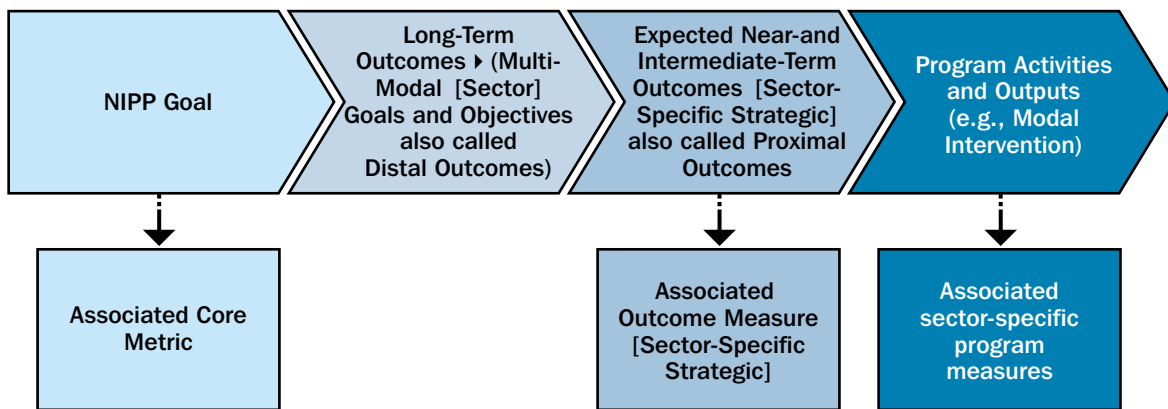 NIPP Goal
Long-Term
Outcomes ▸ (Multi-
Modal [Sector]
Goals and Objectives
also called
Distal Outcomes)
Expected Near-and
Intermediate-Term
Outcomes [Sector-
Specific Strategic]
also called Proximal
Outcomes
Program Activities
and Outputs
(e.g., Modal
Intervention)
Associated Core
Metric
Associated
Outcome Measure
[Sector-Specific
Strategic]
Associated
sector-specific
program
measures